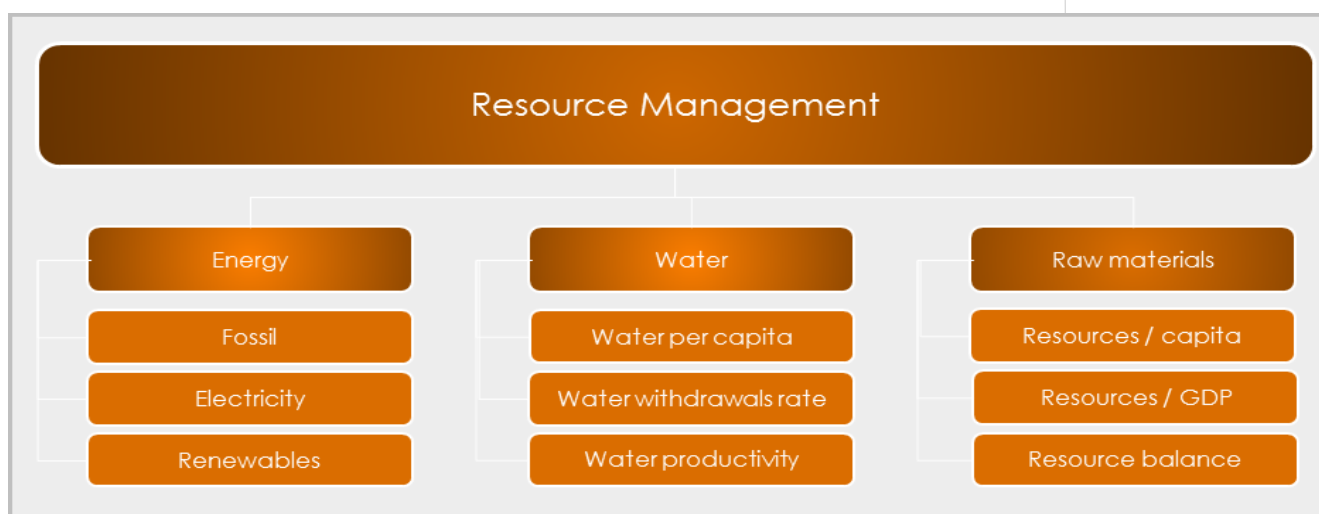 Resource Management
Energy
Fossil
Electricity
Renewables
Water
Water per capita
Water withdrawals rate
Water productivity
Raw materials
Resources / capita
Resources / GDP
Resource balance